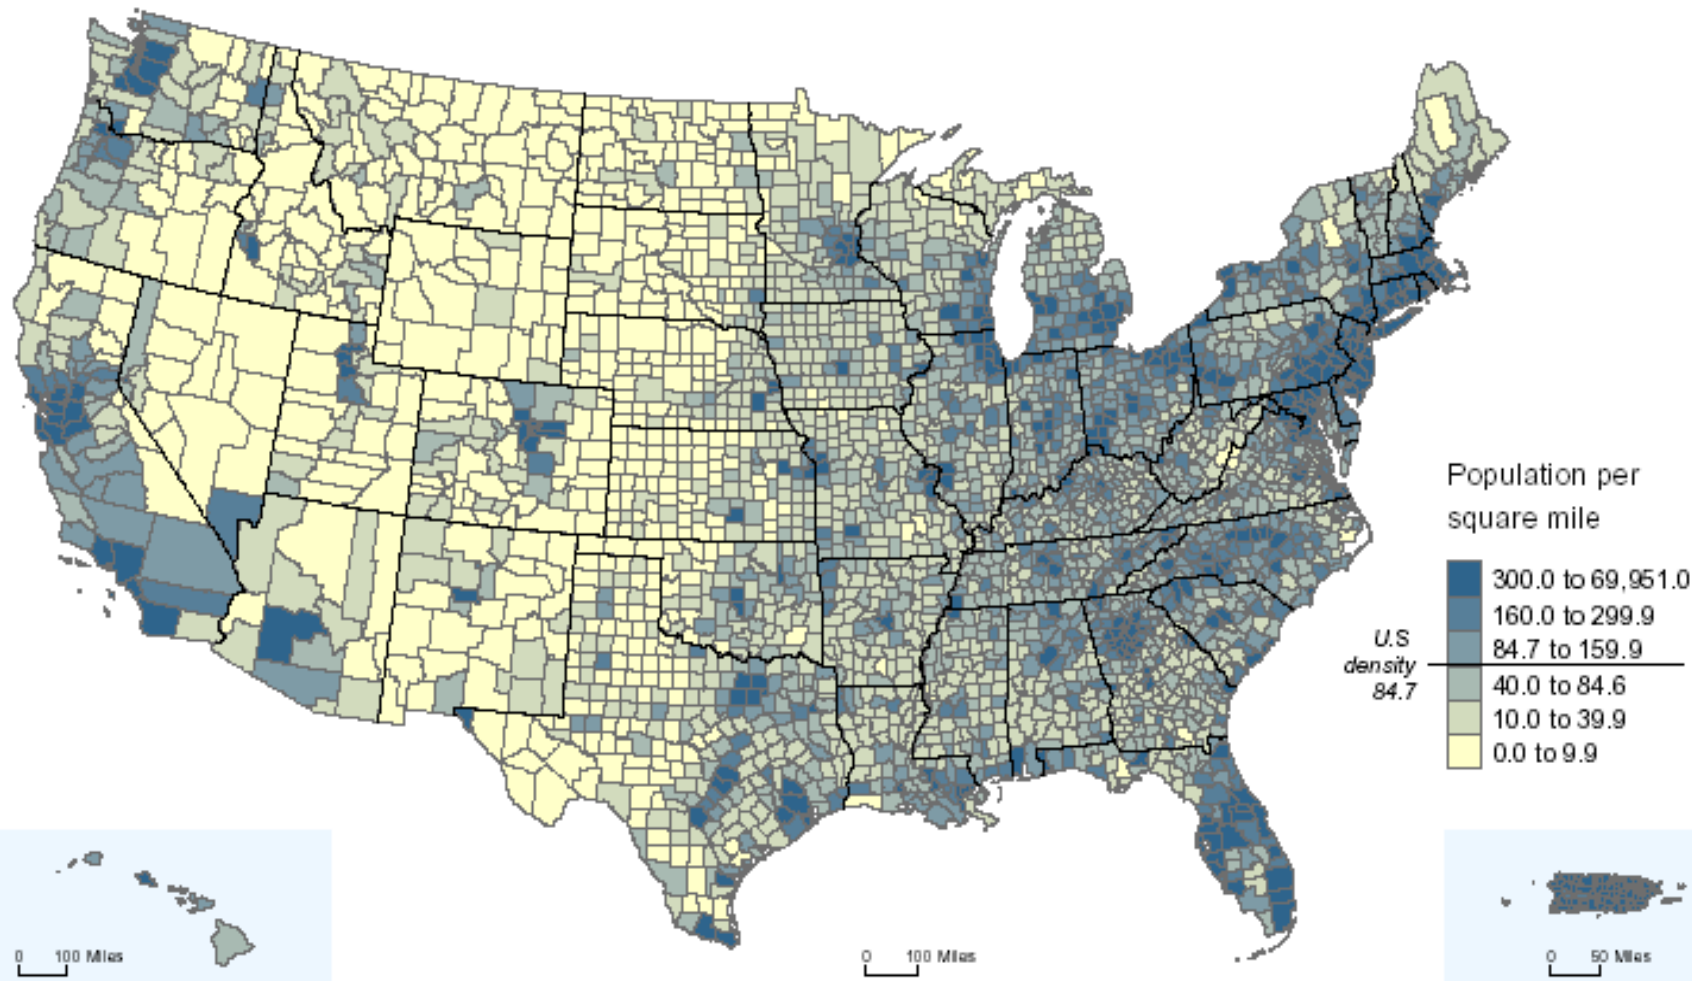 Population per
square mile
300.0 to 69,951.0
160.0 to 299.9
84.7 to 159.9
40.0 to 84.6
10.0 to 39.9
0.0 to 9.9
U.S
density
84.7
0 100 Miles
0 100 Miles
0 50 Miles